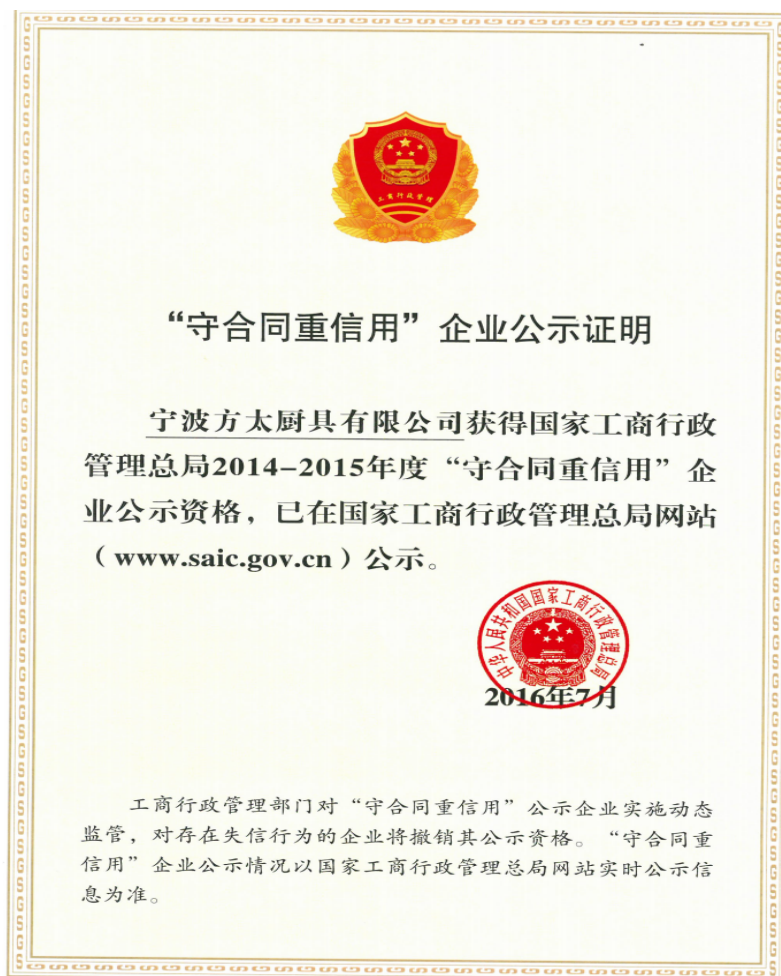 工商行政管理
“守合同重信用”企业公示证明
宁波方太厨具有限公司获得国家工商行政
管理总局2014-2015年度“守合同重信用”企
业公示资格，已在国家工商行政管理总局网站
（www.saic.gov.cn）公示。
中华人民共和国国家工商行政管理总局
2016年7月
工商行政管理部门对“守合同重信用”公示企业实施动态
监管，对存在失信行为的企业将撤销其公示资格。“守合同重
信用”企业公示情况以国家工商行政管理总局网站实时公示信
息为准。